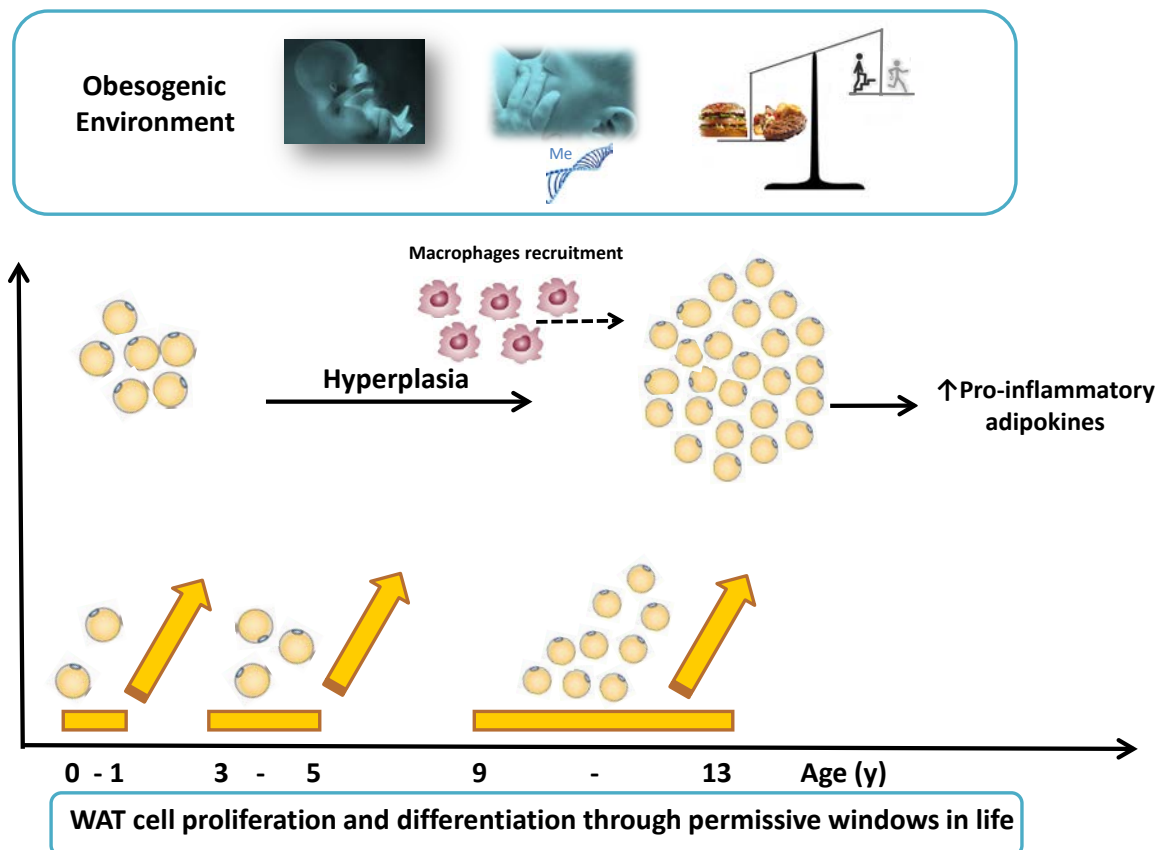 Obesogenic
Environment
Me
Macrophages recruitment
Hyperplasia
↑Pro-inflammatory
adipokines
0 - 1 3 - 5 9 - 13 Age (y)
WAT cell proliferation and differentiation through permissive windows in life